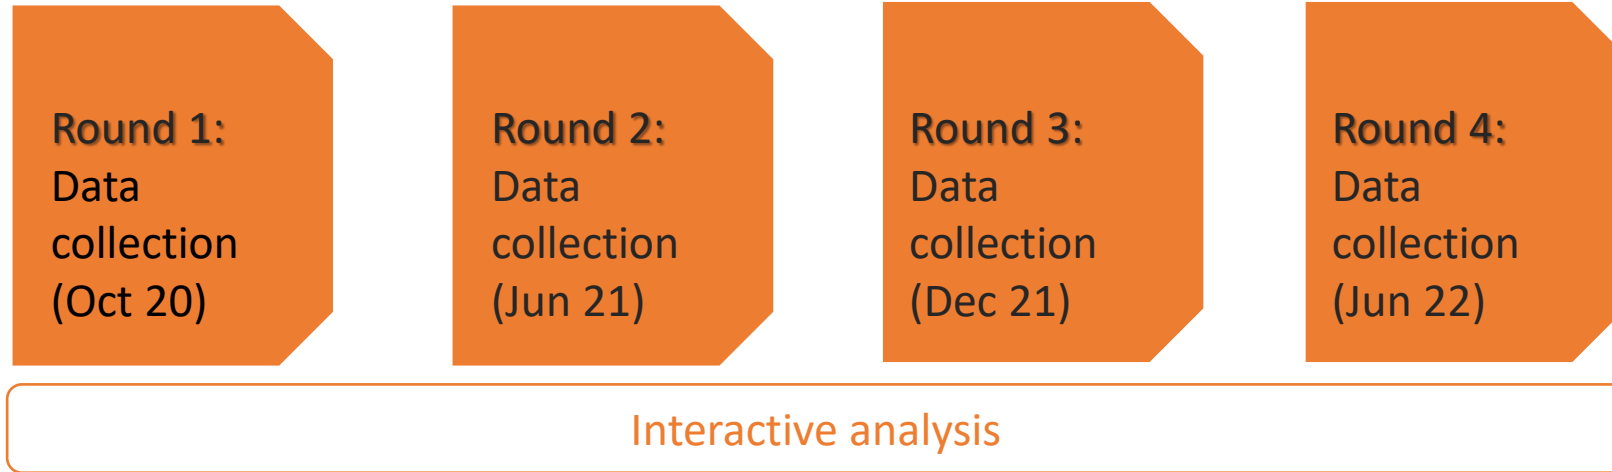 Round 1:
Data
collection
(Oct 20)
Round 2:
Data
collection
(Jun 21)
Round 3:
Data
collection
(Dec 21)
Round 4:
Data
collection
(Jun 22)
Interactive analysis